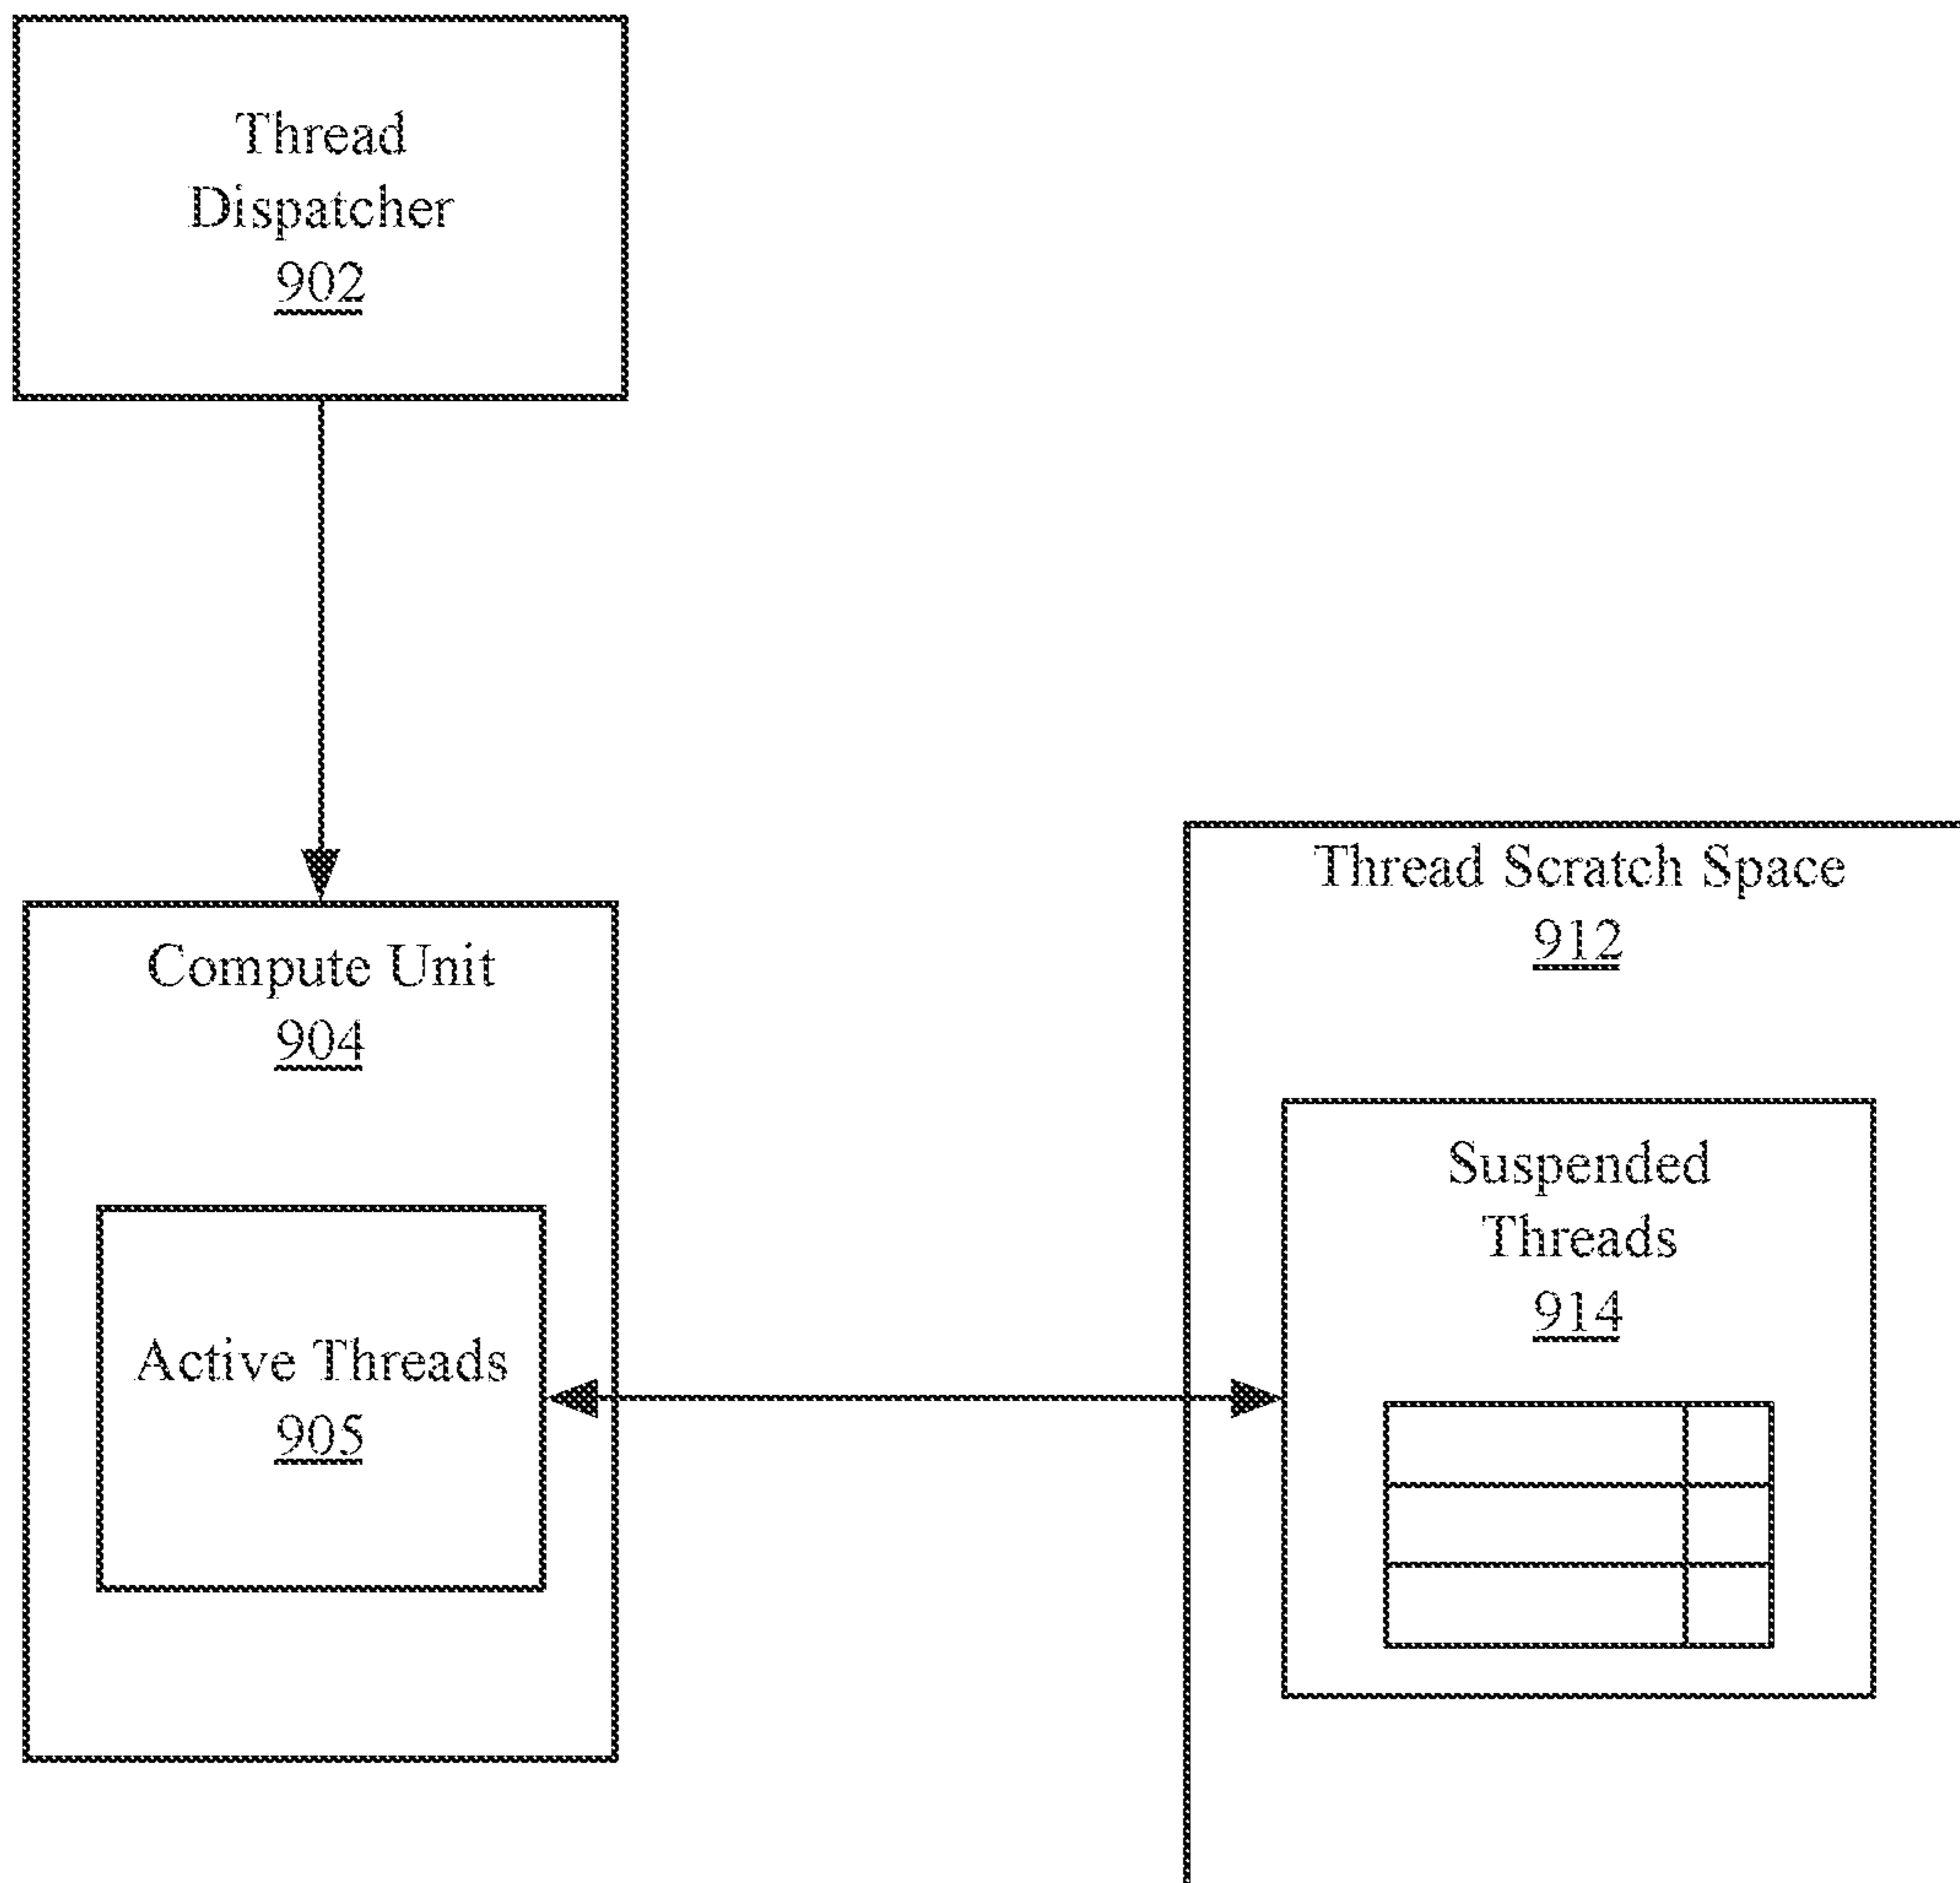 Thread
Dispatcher
902
Compute Unit
904
Active Threads
905
Thread Scratch Space
912
Suspended
Threads
914